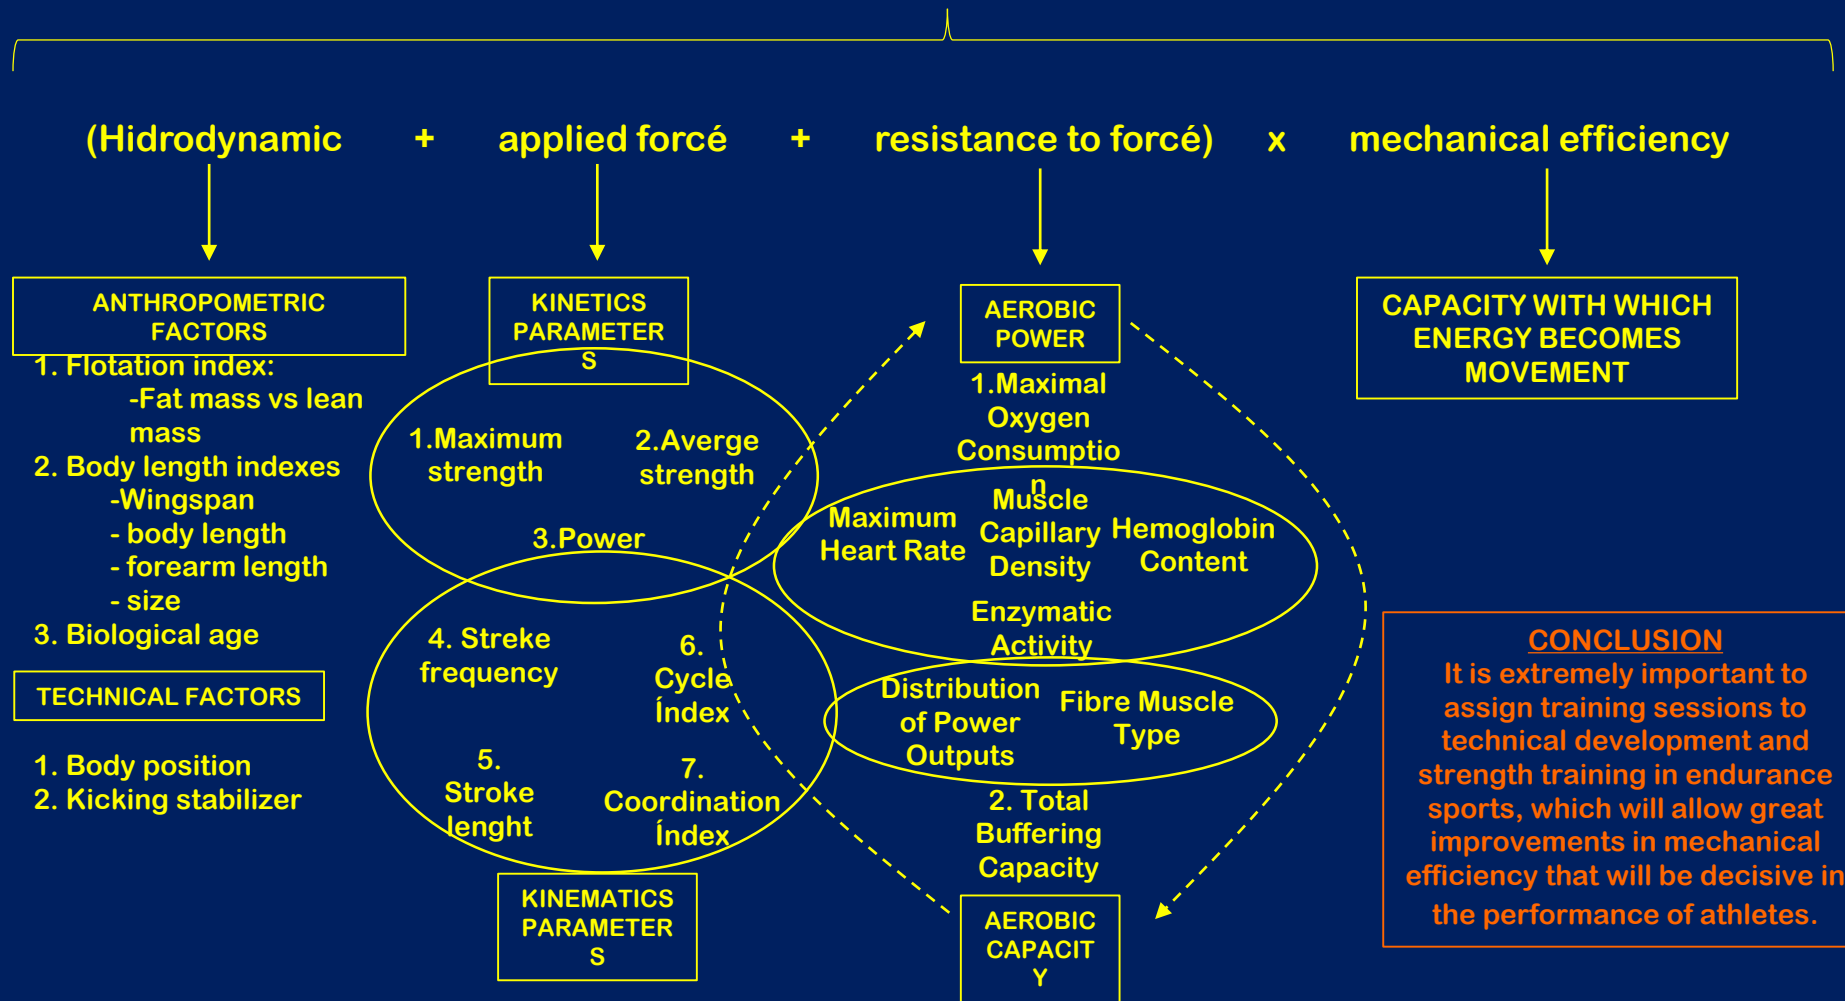 (Hidrodynamic + applied forcé + resistance to forcé) x mechanical efficiency
ANTHROPOMETRIC
FACTORS
1. Flotation index:
-Fat mass vs lean
mass
2. Body length indexes
-Wingspan
- body length
- forearm length
- size
3. Biological age
TECHNICAL FACTORS
1. Body position
2. Kicking stabilizer
KINETICS
PARAMETER
S
1.Maximum
strength
2.Averge
strength
3.Power
4. Streke
frequency
6.
Cycle
Índex
5.
Stroke
lenght
7.
Coordination
Índex
KINEMATICS
PARAMETER
S
AEROBIC
POWER
1.Maximal
Oxygen
Consumptio
n
Maximum
Heart Rate
Muscle
Capillary
Density
Hemoglobin
Content
Enzymatic
Activity
Distribution
of Power
Outputs
Fibre Muscle
Type
2. Total
Buffering
Capacity
AEROBIC
CAPACIT
Y
CAPACITY WITH WHICH
ENERGY BECOMES
MOVEMENT
CONCLUSION
It is extremely important to
assign training sessions to
technical development and
strength training in endurance
sports, which will allow great
improvements in mechanical
efficiency that will be decisive in
the performance of athletes.